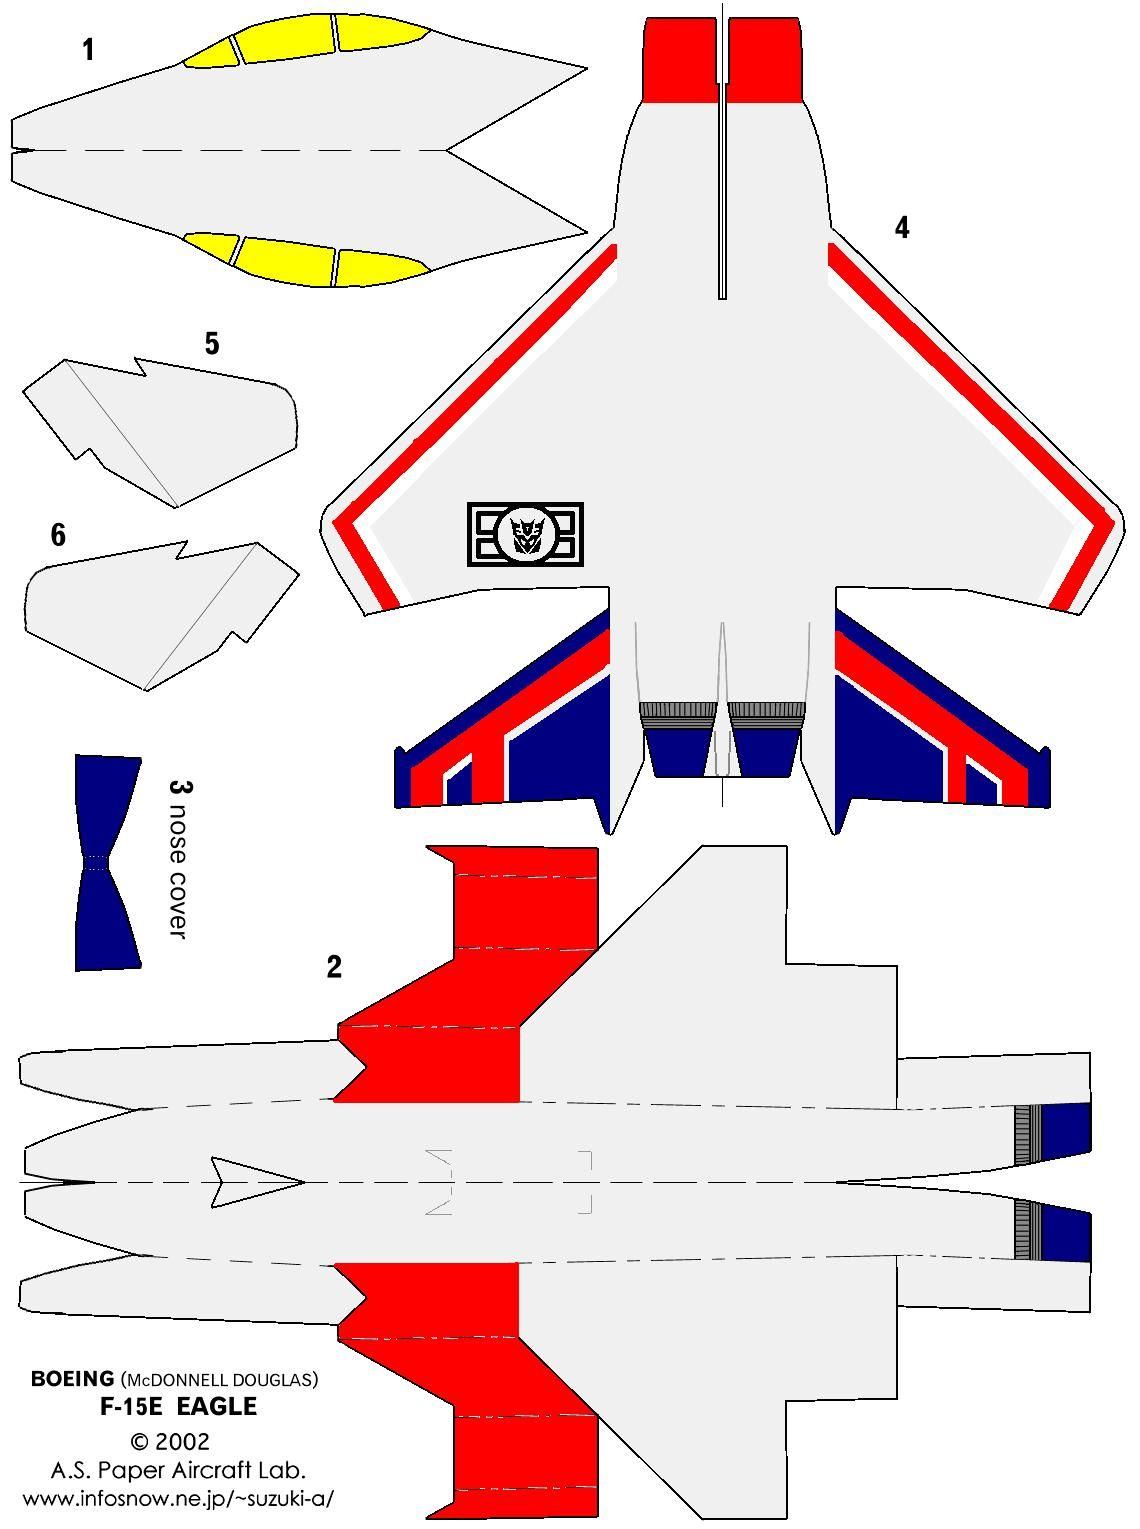 1
4
5
6
3 nose cover
2
BOEING (McDONNELL DOUGLAS)
F-15E EAGLE
© 2002
A.S. Paper Aircraft Lab.
www.infosnow.ne.jp/~suzuki-a/